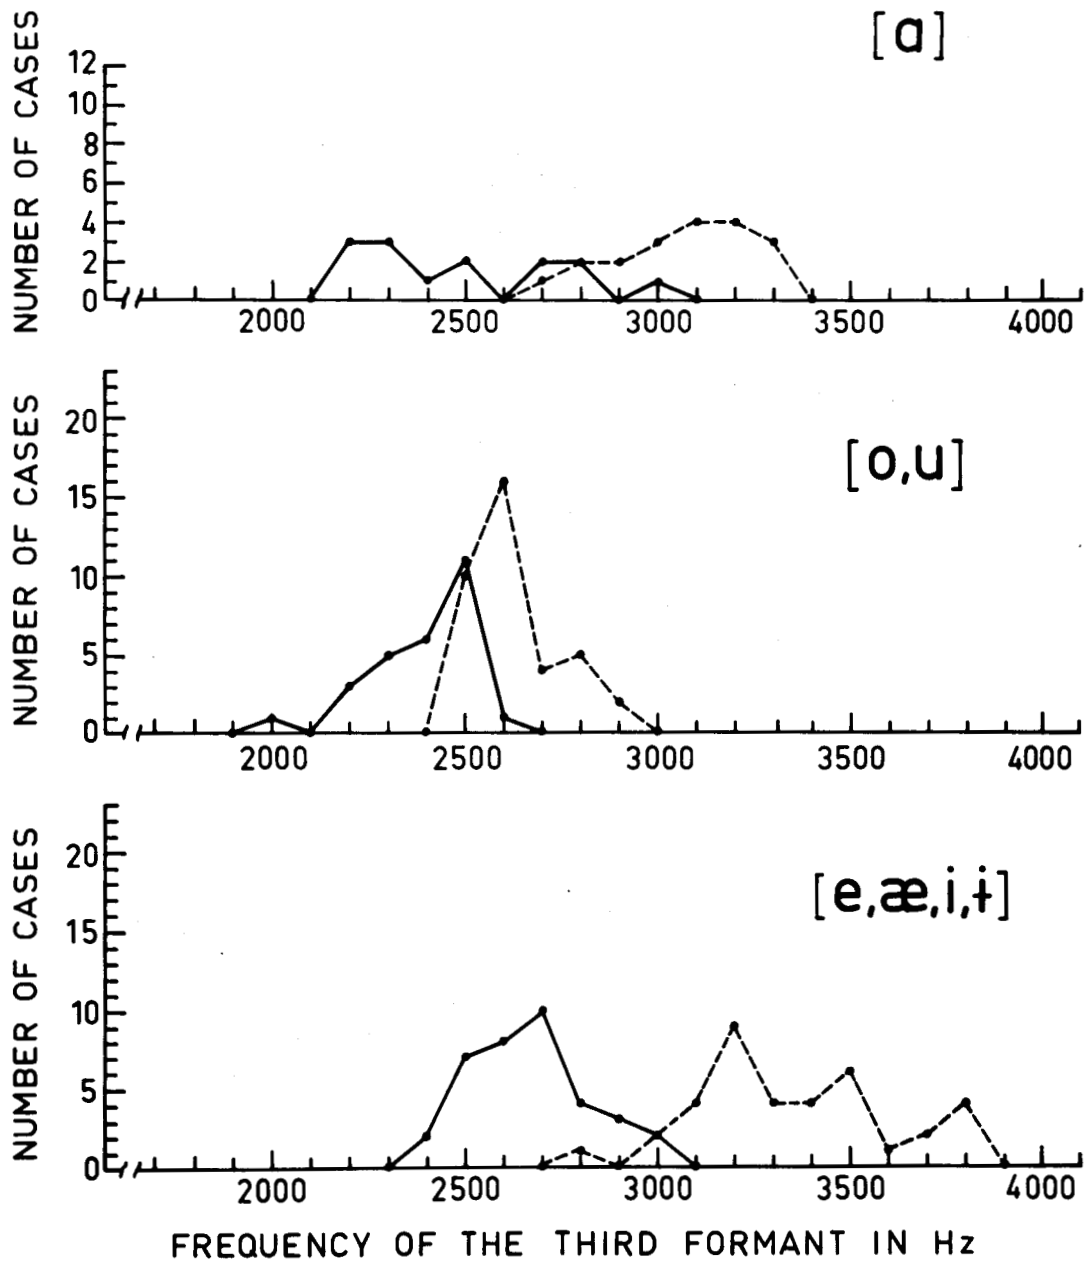 [a]
NUMBER OF CASES
12
10
8
6
4
2
0
2000 2500 3000 3500 4000
[o,u]
NUMBER OF CASES
20
15
10
5
0
2000 2500 3000 3500 4000
[e,æ,i,ɨ]
NUMBER OF CASES
20
15
10
5
0
2000 2500 3000 3500 4000
FREQUENCY OF THE THIRD FORMANT IN Hz